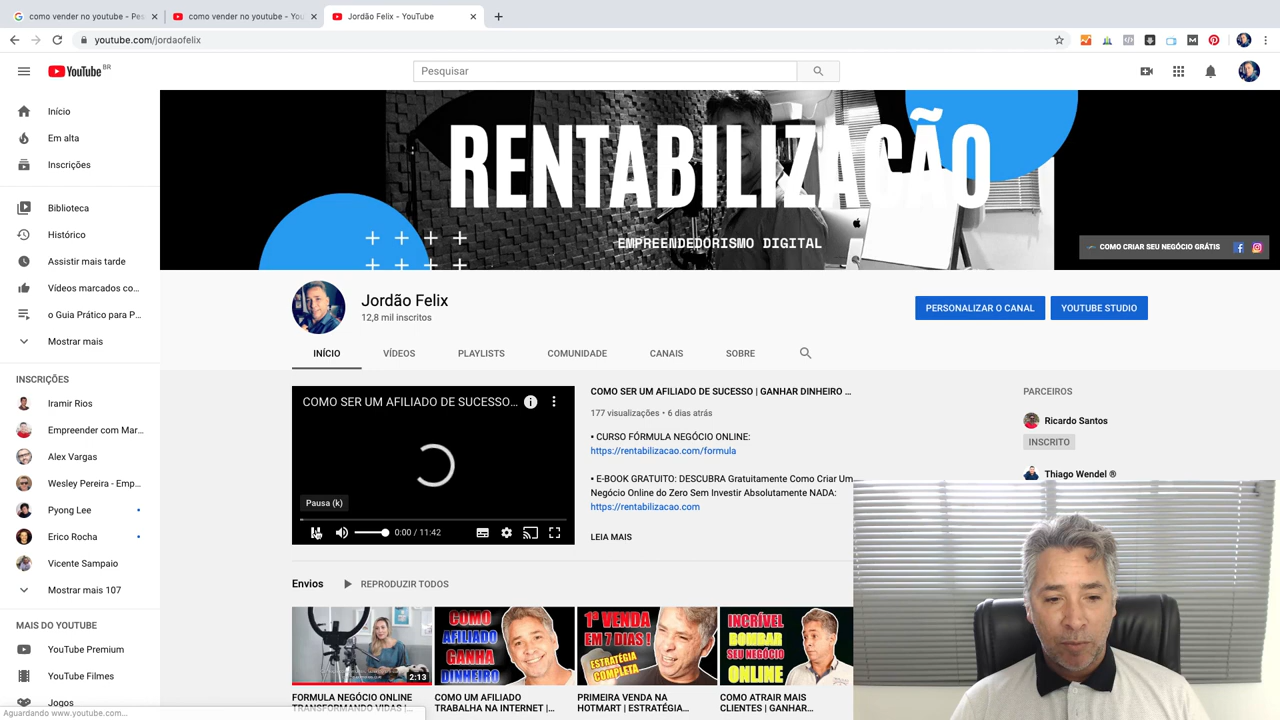 como vender no youtube - Pes
como vender no youtube - You
Jordão Felix - YouTube
youtube.com/jordaofelix
YouTube BR
Pesquisar
Início
Em alta
Inscrições
Biblioteca
Histórico
Assistir mais tarde
Vídeos marcados co...
o Guia Prático para P...
Mostrar mais
INSCRIÇÕES
Iramir Rios
Empreender com Mar...
Alex Vargas
Wesley Pereira - Emp...
Pyong Lee
Erico Rocha
Vicente Sampaio
Mostrar mais 107
MAIS DO YOUTUBE
YouTube Premium
YouTube Filmes
Jogos
Aguardando www.youtube.com...
RENTABILIZAÇÃO
EMPREENDEDORISMO DIGITAL
COMO CRIAR SEU NEGÓCIO GRÁTIS
Jordão Felix
12,8 mil inscritos
PERSONALIZAR O CANAL
YOUTUBE STUDIO
INÍCIO VÍDEOS PLAYLISTS COMUNIDADE CANAIS SOBRE
COMO SER UM AFILIADO DE SUCESSO...
Pausa (k)
0:00 / 11:42
COMO SER UM AFILIADO DE SUCESSO | GANHAR DINHEIRO ...
177 visualizações • 6 dias atrás
• CURSO FÓRMULA NEGÓCIO ONLINE:
https://rentabilizacao.com/formula
• E-BOOK GRATUITO: DESCUBRA Gratuitamente Como Criar Um
Negócio Online do Zero Sem Investir Absolutamente NADA:
https://rentabilizacao.com
LEIA MAIS
PARCEIROS
Ricardo Santos
INSCRITO
Thiago Wendel ®
Envios
REPRODUZIR TODOS
2:13
FORMULA NEGÓCIO ONLINE
TRANSFORMANDO VIDAS |...
COMO
AFILIADO
GANHA
DINHEIRO
COMO UM AFILIADO
TRABALHA NA INTERNET |...
1ª VENDA
EM 7 DIAS !
ESTRATÉGIA
COMPLETA
PRIMEIRA VENDA NA
HOTMART | ESTRATÉGIA...
INCRÍVEL
BOMBAR
SEU NEGÓCIO
ONLINE
COMO ATRAIR MAIS
CLIENTES | GANHAR...